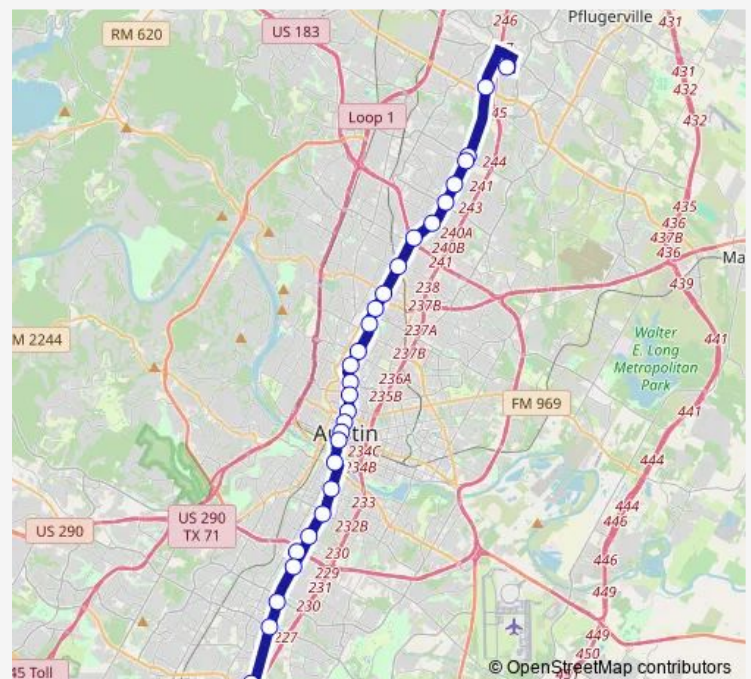 Pflugerville
246
431
RM 620
US 183
431
432
7
45
Loop 1
432
244
241
243
435
436
240A
437B
240B
436
241
Ma
238
439
237B
M 2244
237A
441
Walter
E. Long
Metropolitan
Park
237B
236A
235B
FM 969
441
Austin
234C
234B
444
233
444
US 290
US 290
TX 71
232B
446
230
446
229
231
449
230
227
449
450
45 Toll
© OpenStreetMap contributors